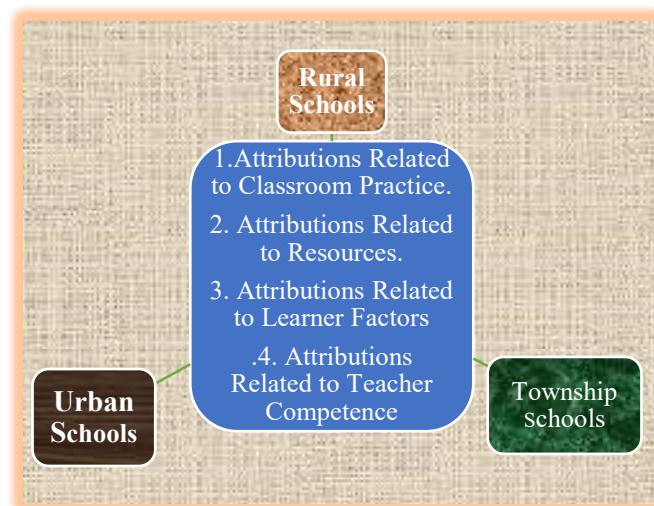 Rural
Schools
1.Attributions Related
to Classroom Practice.
2. Attributions Related
to Resources.
3. Attributions Related
to Learner Factors
.4. Attributions
Related to Teacher
Competence
Urban
Schools
Township
Schools